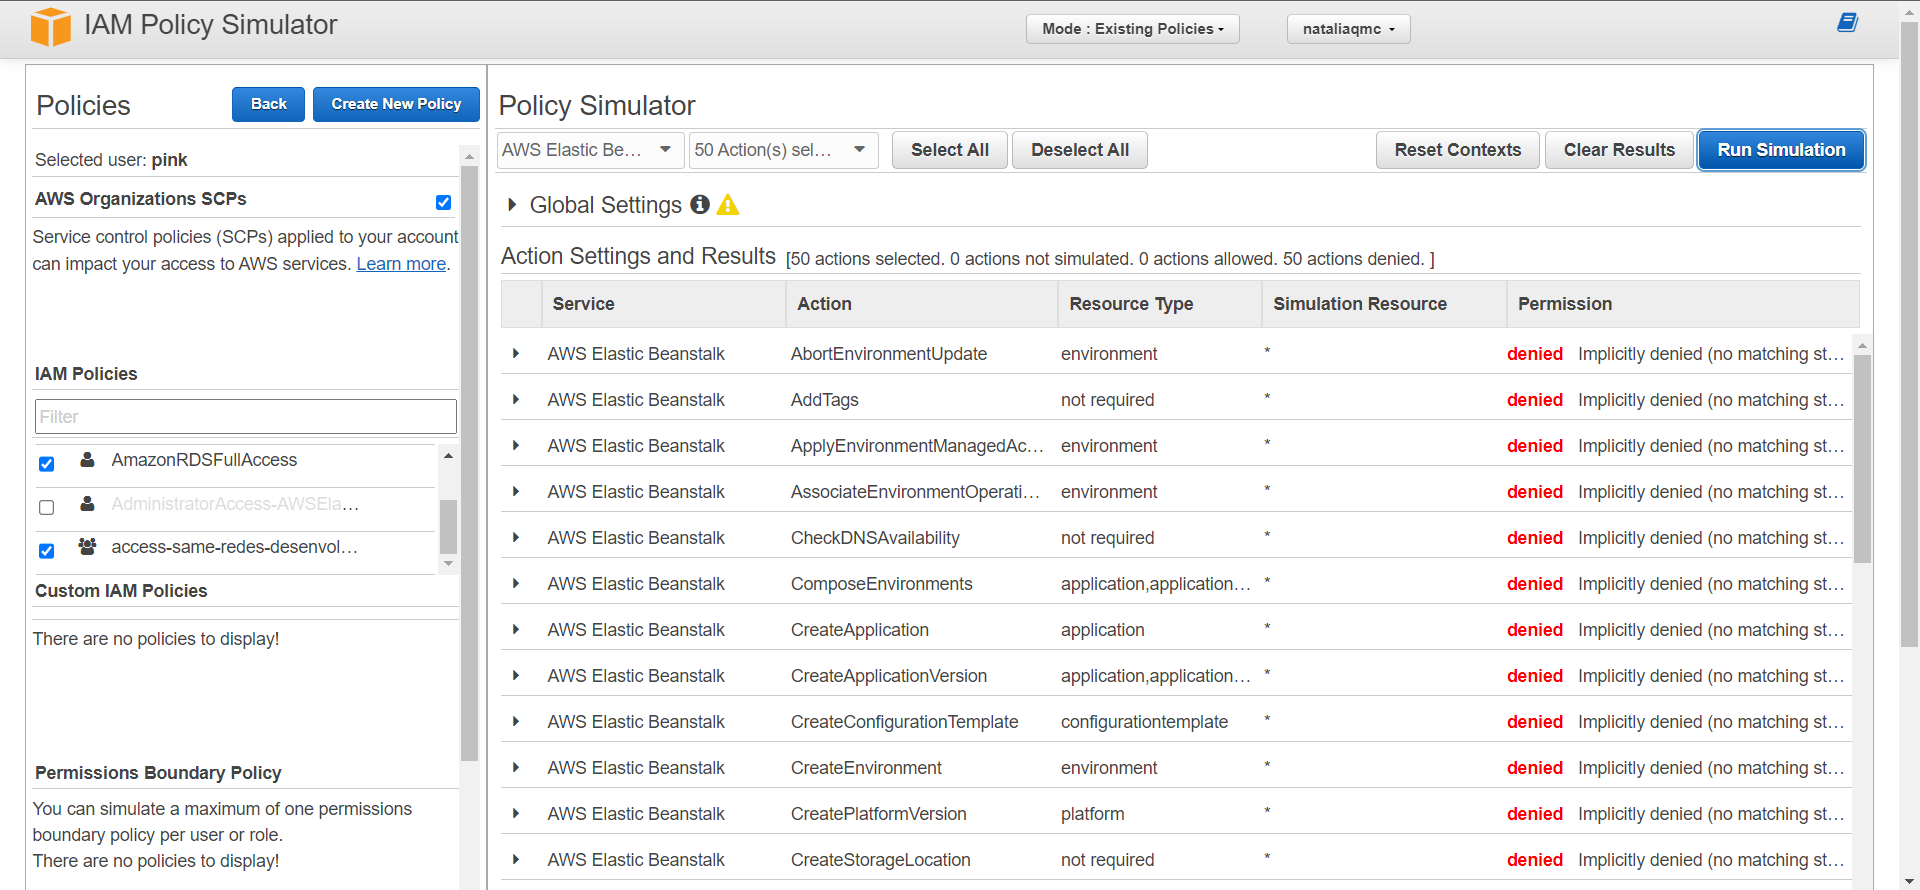 IAM Policy Simulator
Mode : Existing Policies
nataliaqmc
Policies
Back
Create New Policy
Selected user: pink
AWS Organizations SCPs
Service control policies (SCPs) applied to your account
can impact your access to AWS services. Learn more.
IAM Policies
Filter
AmazonRDSFullAccess
AdministratorAccess-AWSEla...
access-same-redes-desenvol...
Custom IAM Policies
There are no policies to display!
Permissions Boundary Policy
You can simulate a maximum of one permissions
boundary policy per user or role.
There are no policies to display!
Policy Simulator
AWS Elastic Be...
50 Action(s) sel...
Select All
Deselect All
Reset Contexts
Clear Results
Run Simulation
Global Settings
Action Settings and Results [50 actions selected. 0 actions not simulated. 0 actions allowed. 50 actions denied. ]
Service Action Resource Type Simulation Resource Permission
AWS Elastic Beanstalk AbortEnvironmentUpdate environment * denied Implicitly denied (no matching st...
AWS Elastic Beanstalk AddTags not required * denied Implicitly denied (no matching st...
AWS Elastic Beanstalk ApplyEnvironmentManagedAc... environment * denied Implicitly denied (no matching st...
AWS Elastic Beanstalk AssociateEnvironmentOperati... environment * denied Implicitly denied (no matching st...
AWS Elastic Beanstalk CheckDNSAvailability not required * denied Implicitly denied (no matching st...
AWS Elastic Beanstalk ComposeEnvironments application,application... * denied Implicitly denied (no matching st...
AWS Elastic Beanstalk CreateApplication application * denied Implicitly denied (no matching st...
AWS Elastic Beanstalk CreateApplicationVersion application,application... * denied Implicitly denied (no matching st...
AWS Elastic Beanstalk CreateConfigurationTemplate configurationtemplate * denied Implicitly denied (no matching st...
AWS Elastic Beanstalk CreateEnvironment environment * denied Implicitly denied (no matching st...
AWS Elastic Beanstalk CreatePlatformVersion platform * denied Implicitly denied (no matching st...
AWS Elastic Beanstalk CreateStorageLocation not required * denied Implicitly denied (no matching st...